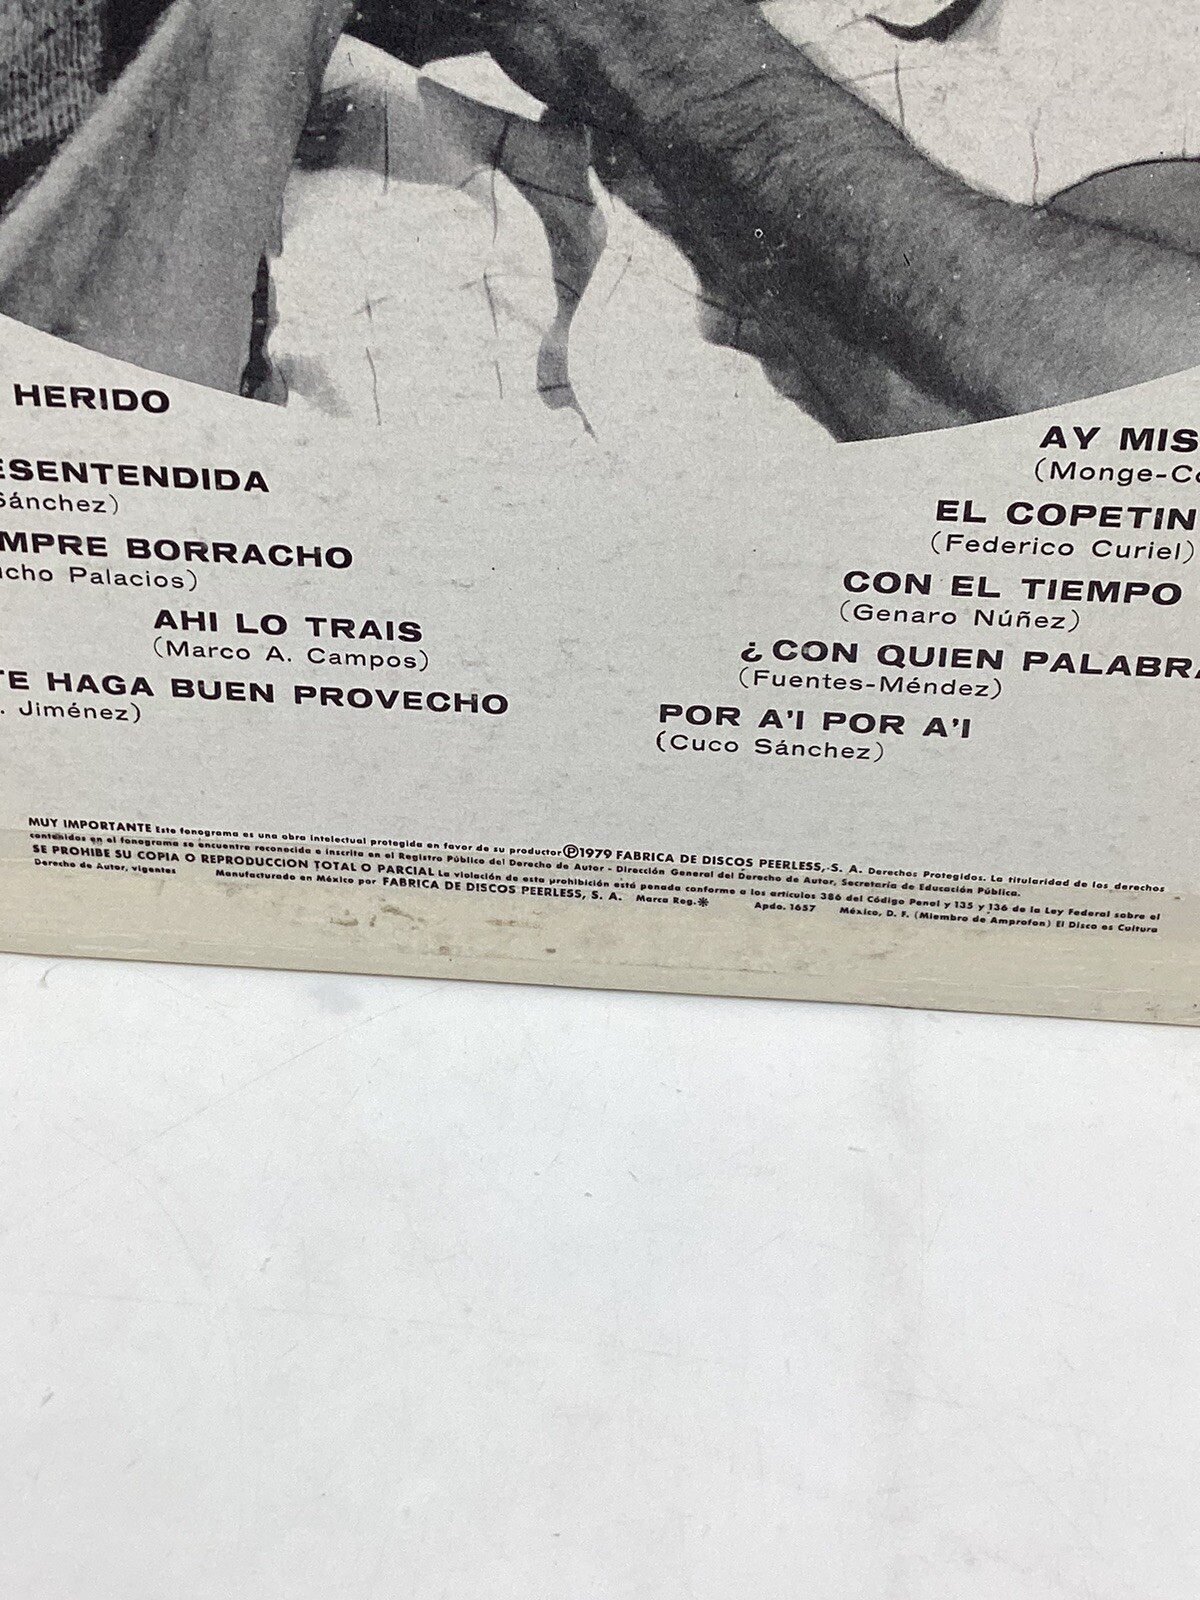 HERIDO
ESENTENDIDA
Sánchez)
MPRE BORRACHO
cho Palacios)
AHI LO TRAIS
(Marco A. Campos)
TE HAGA BUEN PROVECHO
. Jiménez)
AY MIS
(Monge-Co
EL COPETIN
(Federico Curiel)
CON EL TIEMPO
(Genaro Núñez)
¿CON QUIEN PALABRA
(Fuentes-Méndez)
POR A'I POR A'I
(Cuco Sánchez)
MUY IMPORTANTE Este fonograma es una obra intelectual protegida en favor de su productor Ⓟ1979 FABRICA DE DISCOS PEERLESS,-S. A. Derechos Protegidos. La titularidad de los derechos
contenidos en el fonograma se encuentra reconocida e inscrita en el Registro Público del Derecho de Autor - Dirección General del Derecho de Autor, Secretaría de Educación Pública.
SE PROHIBE SU COPIA O REPRODUCCION TOTAL O PARCIAL La violación de esta prohibición está penada conforme a los artículos 386 del Código Penal y 135 y 136 de la Ley Federal sobre el
Derecho de Autor, vigentes Manufacturado en México por FABRICA DE DISCOS PEERLESS, S. A. Marca Reg.※ Apdo. 1657 México, D. F. (Miembro de Amprofon) El Disco es Cultura